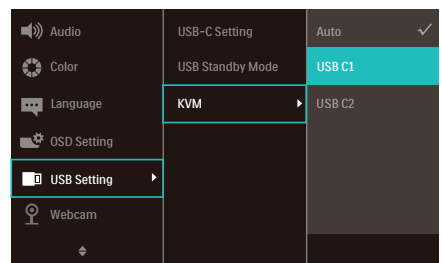 Audio
Color
Language
OSD Setting
USB Setting
Webcam
USB-C Setting
USB Standby Mode
KVM
Auto
USB C1
USB C2